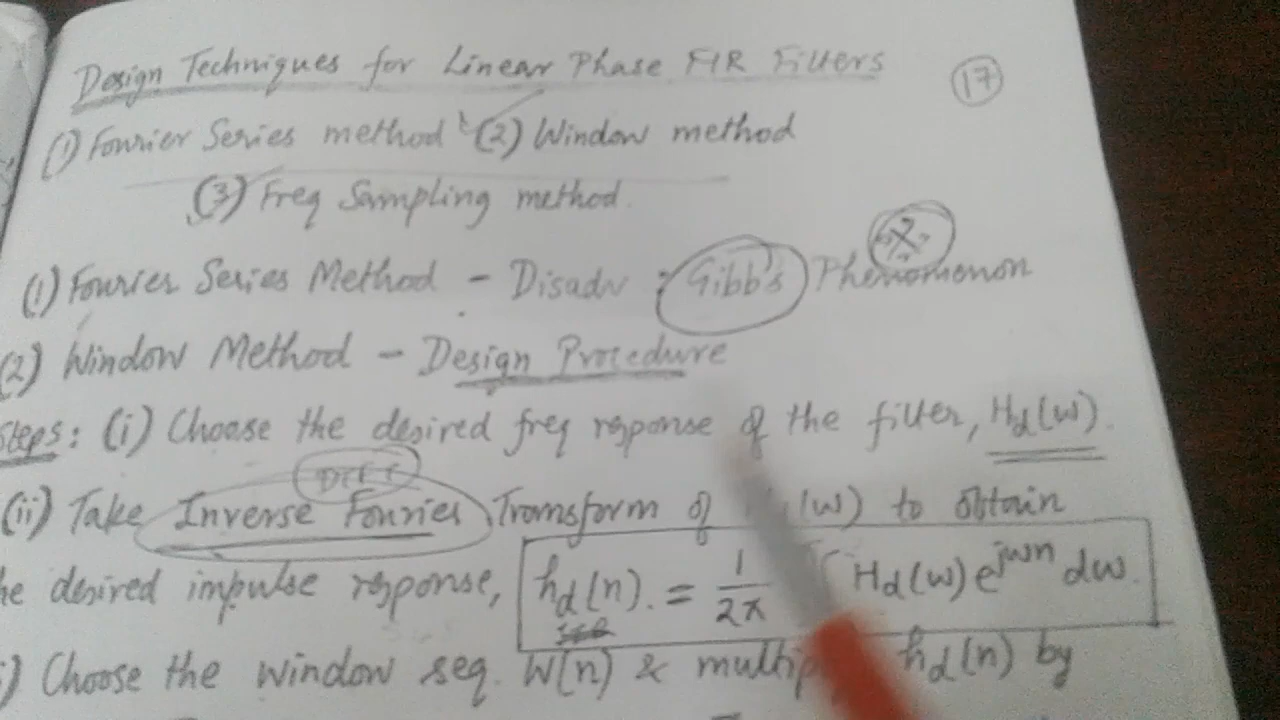 Design Techniques for Linear Phase FIR Filters
17
(1) Fourier Series method (2) Window method
(3) Freq Sampling method.
(1) Fourier Series Method - Disadv : Gibb's Phenomonon
(2) Window Method - Design Procedure
Steps: (i) Choose the desired freq response of the filter, Hd(w).
(ii) Take Inverse Fourier Transform of (w) to obtain
he desired impulse response, hd(n). = 1/2π ∫ Hd(w) e^jwn dw.
) Choose the window seq. W(n) & hd(n) by